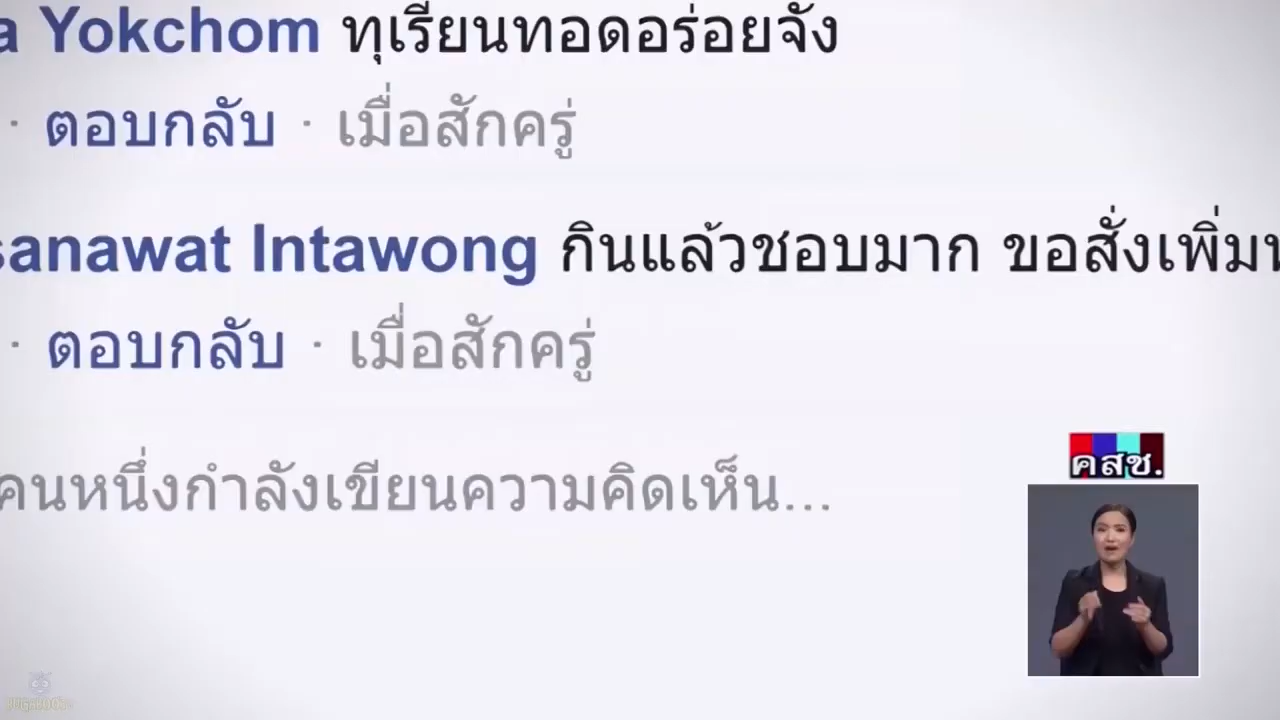 a Yokchom ทุเรียนทอดอร่อยจัง
· ตอบกลับ · เมื่อสักครู่
sanawat Intawong กินแล้วชอบมาก ขอสั่งเพิ่มห
· ตอบกลับ · เมื่อสักครู่
คนหนึ่งกำลังเขียนความคิดเห็น...
คสช.